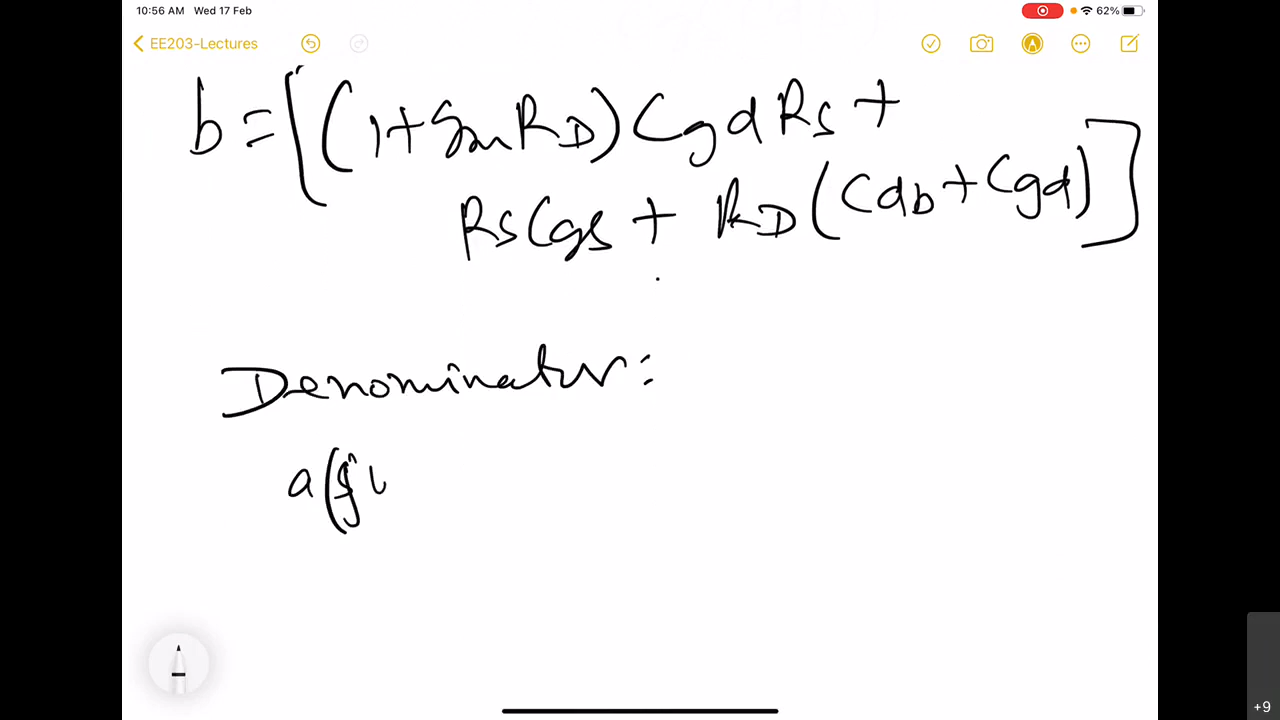 10:56 AM Wed 17 Feb
62%
EE203-Lectures
b = [(1+gmRD) CgdRs +
RsCgs + RD(Cdb+Cgd)]
Denominator:
a(j
+9